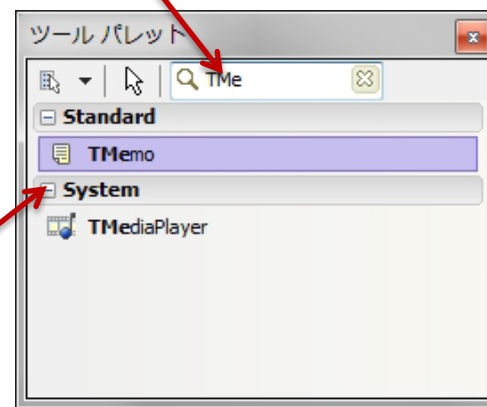 ツール パレット
TMe
Standard
TMemo
System
TMediaPlayer